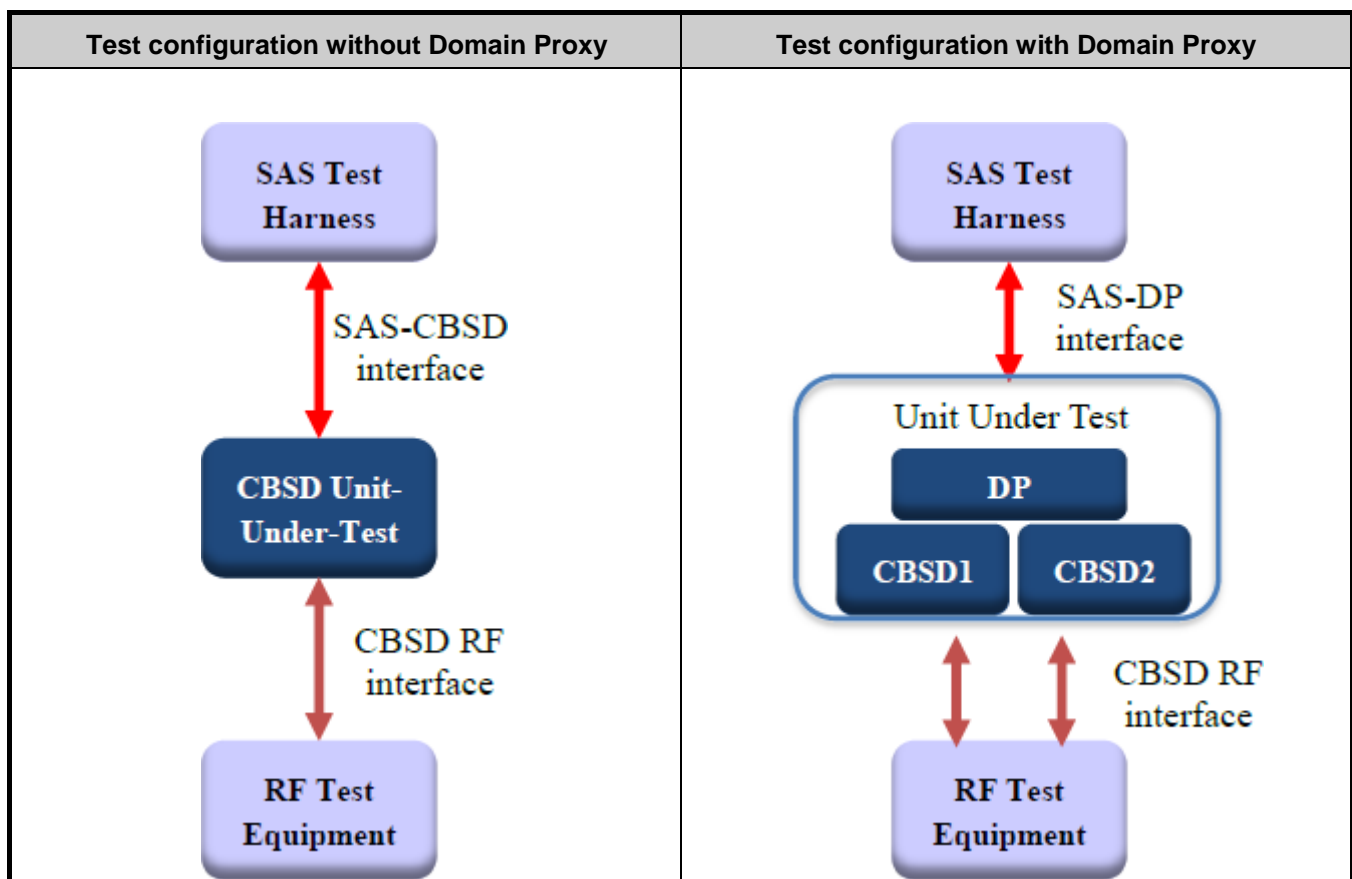 Test configuration without Domain Proxy
Test configuration with Domain Proxy
SAS Test
Harness
SAS-CBSD
interface
CBSD Unit-
Under-Test
CBSD RF
interface
RF Test
Equipment
SAS Test
Harness
SAS-DP
interface
Unit Under Test
DP
CBSD1
CBSD2
CBSD RF
interface
RF Test
Equipment